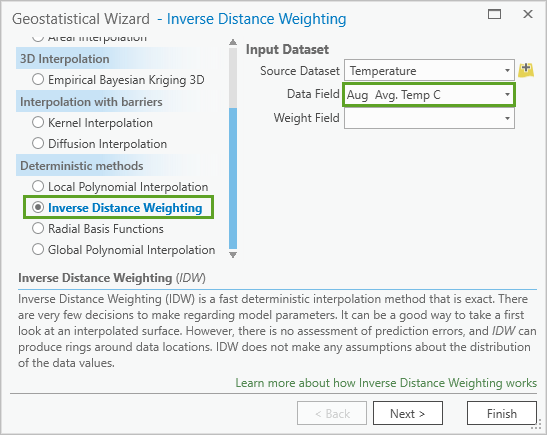 Geostatistical Wizard - Inverse Distance Weighting
Areal Interpolation
3D Interpolation
Empirical Bayesian Kriging 3D
Interpolation with barriers
Kernel Interpolation
Diffusion Interpolation
Deterministic methods
Local Polynomial Interpolation
Inverse Distance Weighting
Radial Basis Functions
Global Polynomial Interpolation
Input Dataset
Source Dataset Temperature
Data Field Aug Avg. Temp C
Weight Field
Inverse Distance Weighting (IDW)
Inverse Distance Weighting (IDW) is a fast deterministic interpolation method that is exact. There
are very few decisions to make regarding model parameters. It can be a good way to take a first
look at an interpolated surface. However, there is no assessment of prediction errors, and IDW can
produce rings around data locations. IDW does not make any assumptions about the distribution
of the data values.
Learn more about how Inverse Distance Weighting works
< Back
Next >
Finish